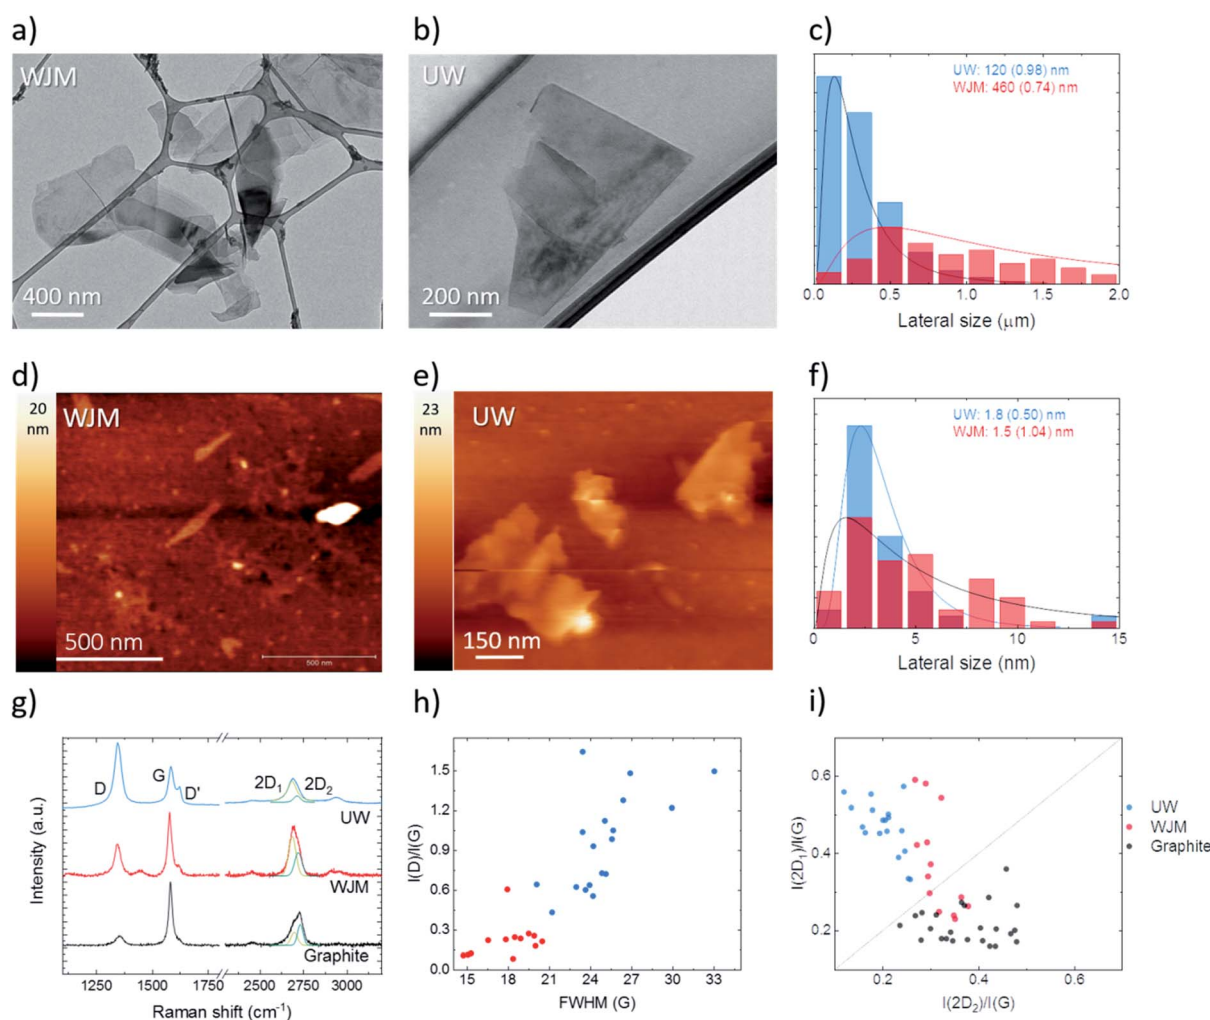 a)
WJM
400 nm
b)
UW
200 nm
c)
UW: 120 (0.98) nm
WJM: 460 (0.74) nm
0.0 0.5 1.0 1.5 2.0
Lateral size (μm)
d)
20
nm
WJM
500 nm
500 nm
e)
23
nm
UW
150 nm
f)
UW: 1.8 (0.50) nm
WJM: 1.5 (1.04) nm
0 5 10 15
Lateral size (nm)
g)
Intensity (a.u.)
D
G
D'
2D₁
2D₂
UW
WJM
Graphite
1250 1500 1750 2500 2750 3000
Raman shift (cm⁻¹)
h)
I(D)/I(G)
1.5
1.2
0.9
0.6
0.3
0.0
15 18 21 24 27 30 33
FWHM (G)
i)
I(2D₁)/I(G)
0.6
0.4
0.2
0.2 0.4 0.6
I(2D₂)/I(G)
UW
WJM
Graphite